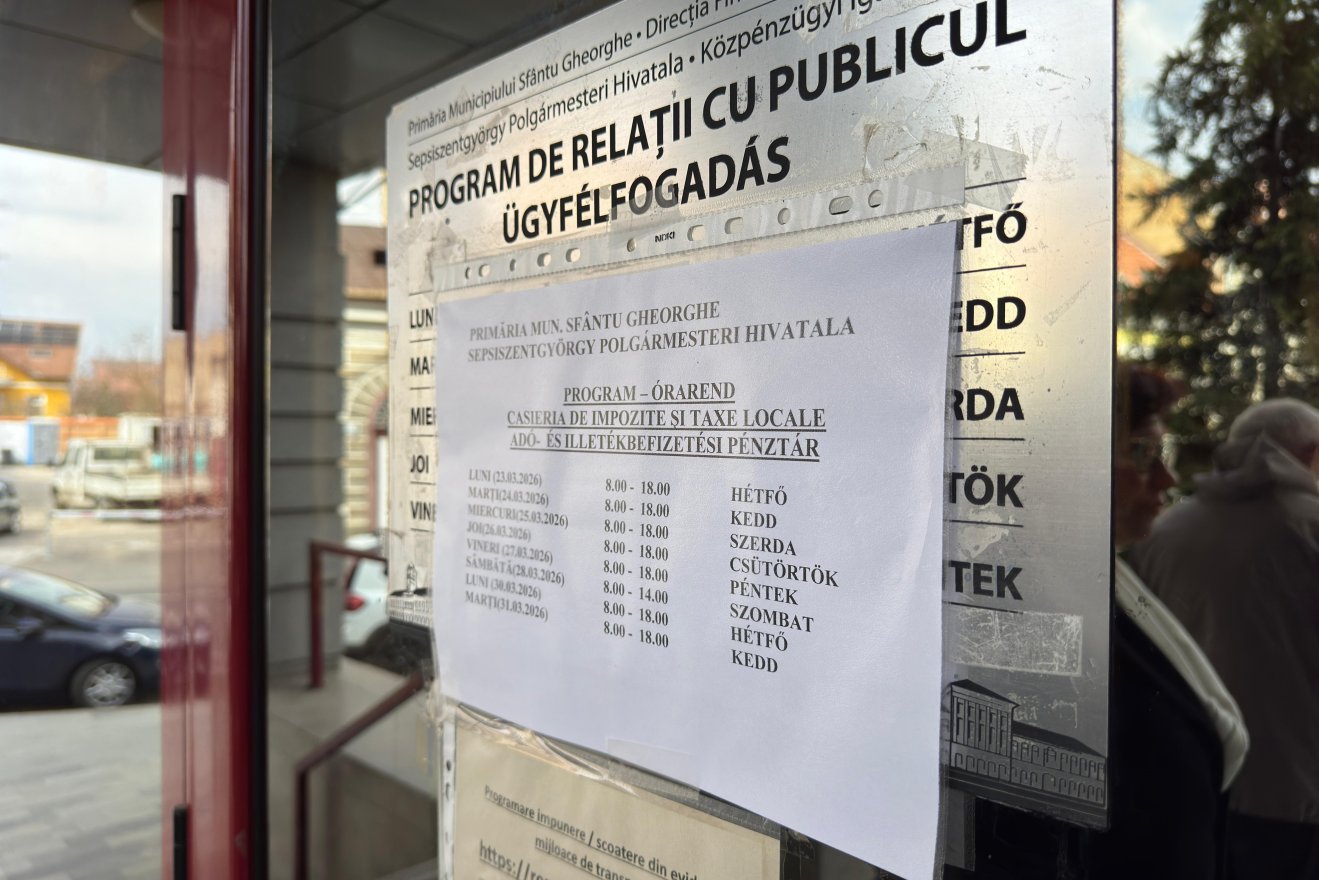 Primăria Municipiului Sfântu Gheorghe • Direcția
Sepsiszentgyörgy Polgármesteri Hivatala • Közpénzügyi
PROGRAM DE RELAȚII CU PUBLICUL
ÜGYFÉLFOGADÁS
NOKI
PRIMĂRIA MUN. SFÂNTU GHEORGHE
SEPSISZENTGYÖRGY POLGÁRMESTERI HIVATALA
PROGRAM – ÓRAREND
CASIERIA DE IMPOZITE ȘI TAXE LOCALE
ADÓ- ÉS ILLETÉKBEFIZETÉSI PÉNZTÁR
LUNI (23.03.2026) 8.00 - 18.00 HÉTFŐ
MARȚI(24.03.2026) 8.00 - 18.00 KEDD
MIERCURI(25.03.2026) 8.00 - 18.00 SZERDA
JOI(26.03.2026) 8.00 - 18.00 CSÜTÖRTÖK
VINERI (27.03.2026) 8.00 - 18.00 PÉNTEK
SÂMBĂTĂ(28.03.2026) 8.00 - 14.00 SZOMBAT
LUNI (30.03.2026) 8.00 - 18.00 HÉTFŐ
MARȚI(31.03.2026) 8.00 - 18.00 KEDD
LUNI
TFŐ
MAR
EDD
MIER
RDA
JOI
TÖK
VINE
TEK
Programare impunere / scoatere din evid
mijloace de transp
https://re